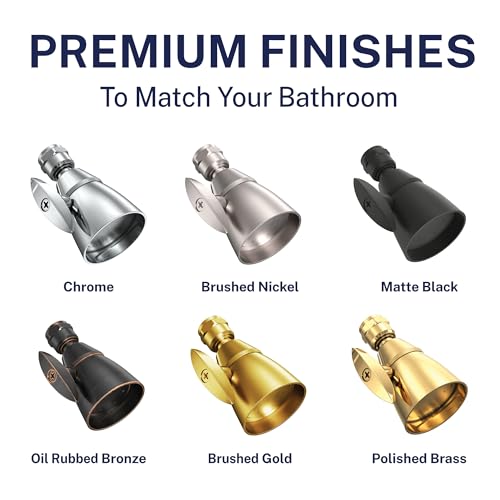 PREMIUM FINISHES
To Match Your Bathroom
Chrome
Brushed Nickel
Matte Black
Oil Rubbed Bronze
Brushed Gold
Polished Brass